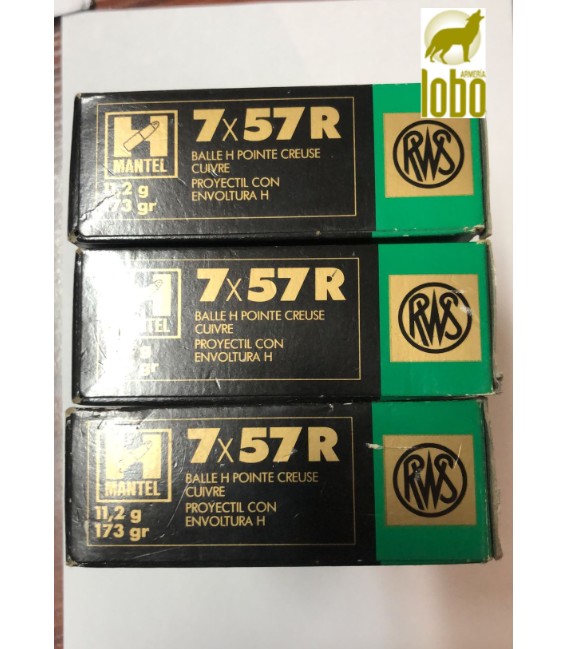 ARMERÍA
lobo
H
MANTEL
11,2 g
173 gr
7x57R
BALLE H POINTE CREUSE
CUIVRE
PROYECTIL CON
ENVOLTURA H
RWS
H
MANTEL
g
gr
7x57R
BALLE H POINTE CREUSE
CUIVRE
PROYECTIL CON
ENVOLTURA H
RWS
H
MANTEL
11,2 g
173 gr
7x57R
BALLE H POINTE CREUSE
CUIVRE
PROYECTIL CON
ENVOLTURA H
RWS